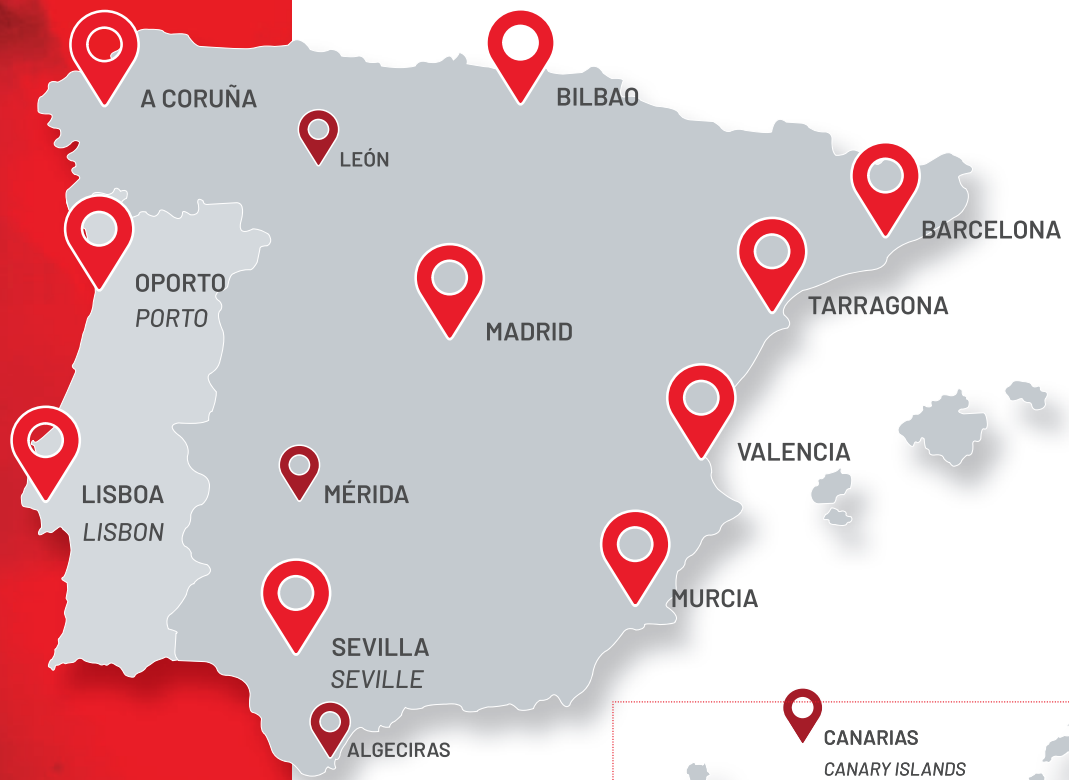 A CORUÑA
BILBAO
LEÓN
BARCELONA
OPORTO
PORTO
TARRAGONA
MADRID
VALENCIA
LISBOA
LISBON
MÉRIDA
MURCIA
SEVILLA
SEVILLE
ALGECIRAS
CANARIAS
CANARY ISLANDS